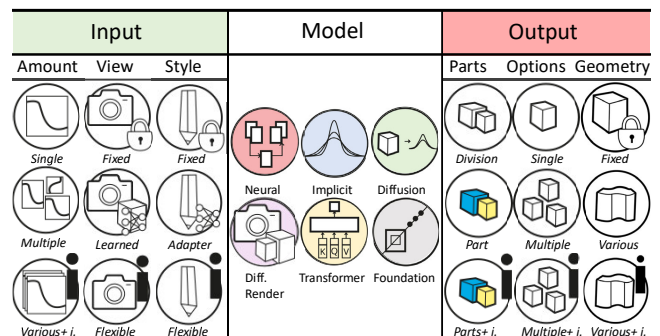 Input Model Output
Amount View Style Parts Options Geometry
Single Fixed Fixed Division Single Fixed
Neural Implicit Diffusion
K Q V
Multiple Learned Adapter Part Multiple Various
Diff. Transformer Foundation
Render
Various+ i. Flexible Flexible Parts+ i. Multiple+ i. Various+ i.